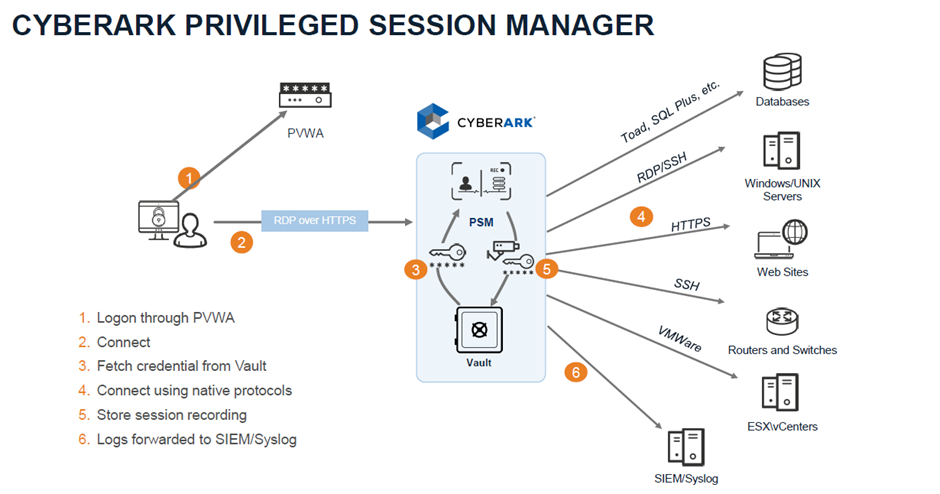 CYBERARK PRIVILEGED SESSION MANAGER
*****
PVWA
1
RDP over HTTPS
2
CYBERARK®
REC
PSM
3
*****
*****
5
Vault
Toad, SQL Plus, etc.
RDP/SSH
4
HTTPS
SSH
VMWare
6
Databases
Windows/UNIX
Servers
Web Sites
Routers and Switches
ESX\vCenters
SIEM/Syslog
1. Logon through PVWA
2. Connect
3. Fetch credential from Vault
4. Connect using native protocols
5. Store session recording
6. Logs forwarded to SIEM/Syslog